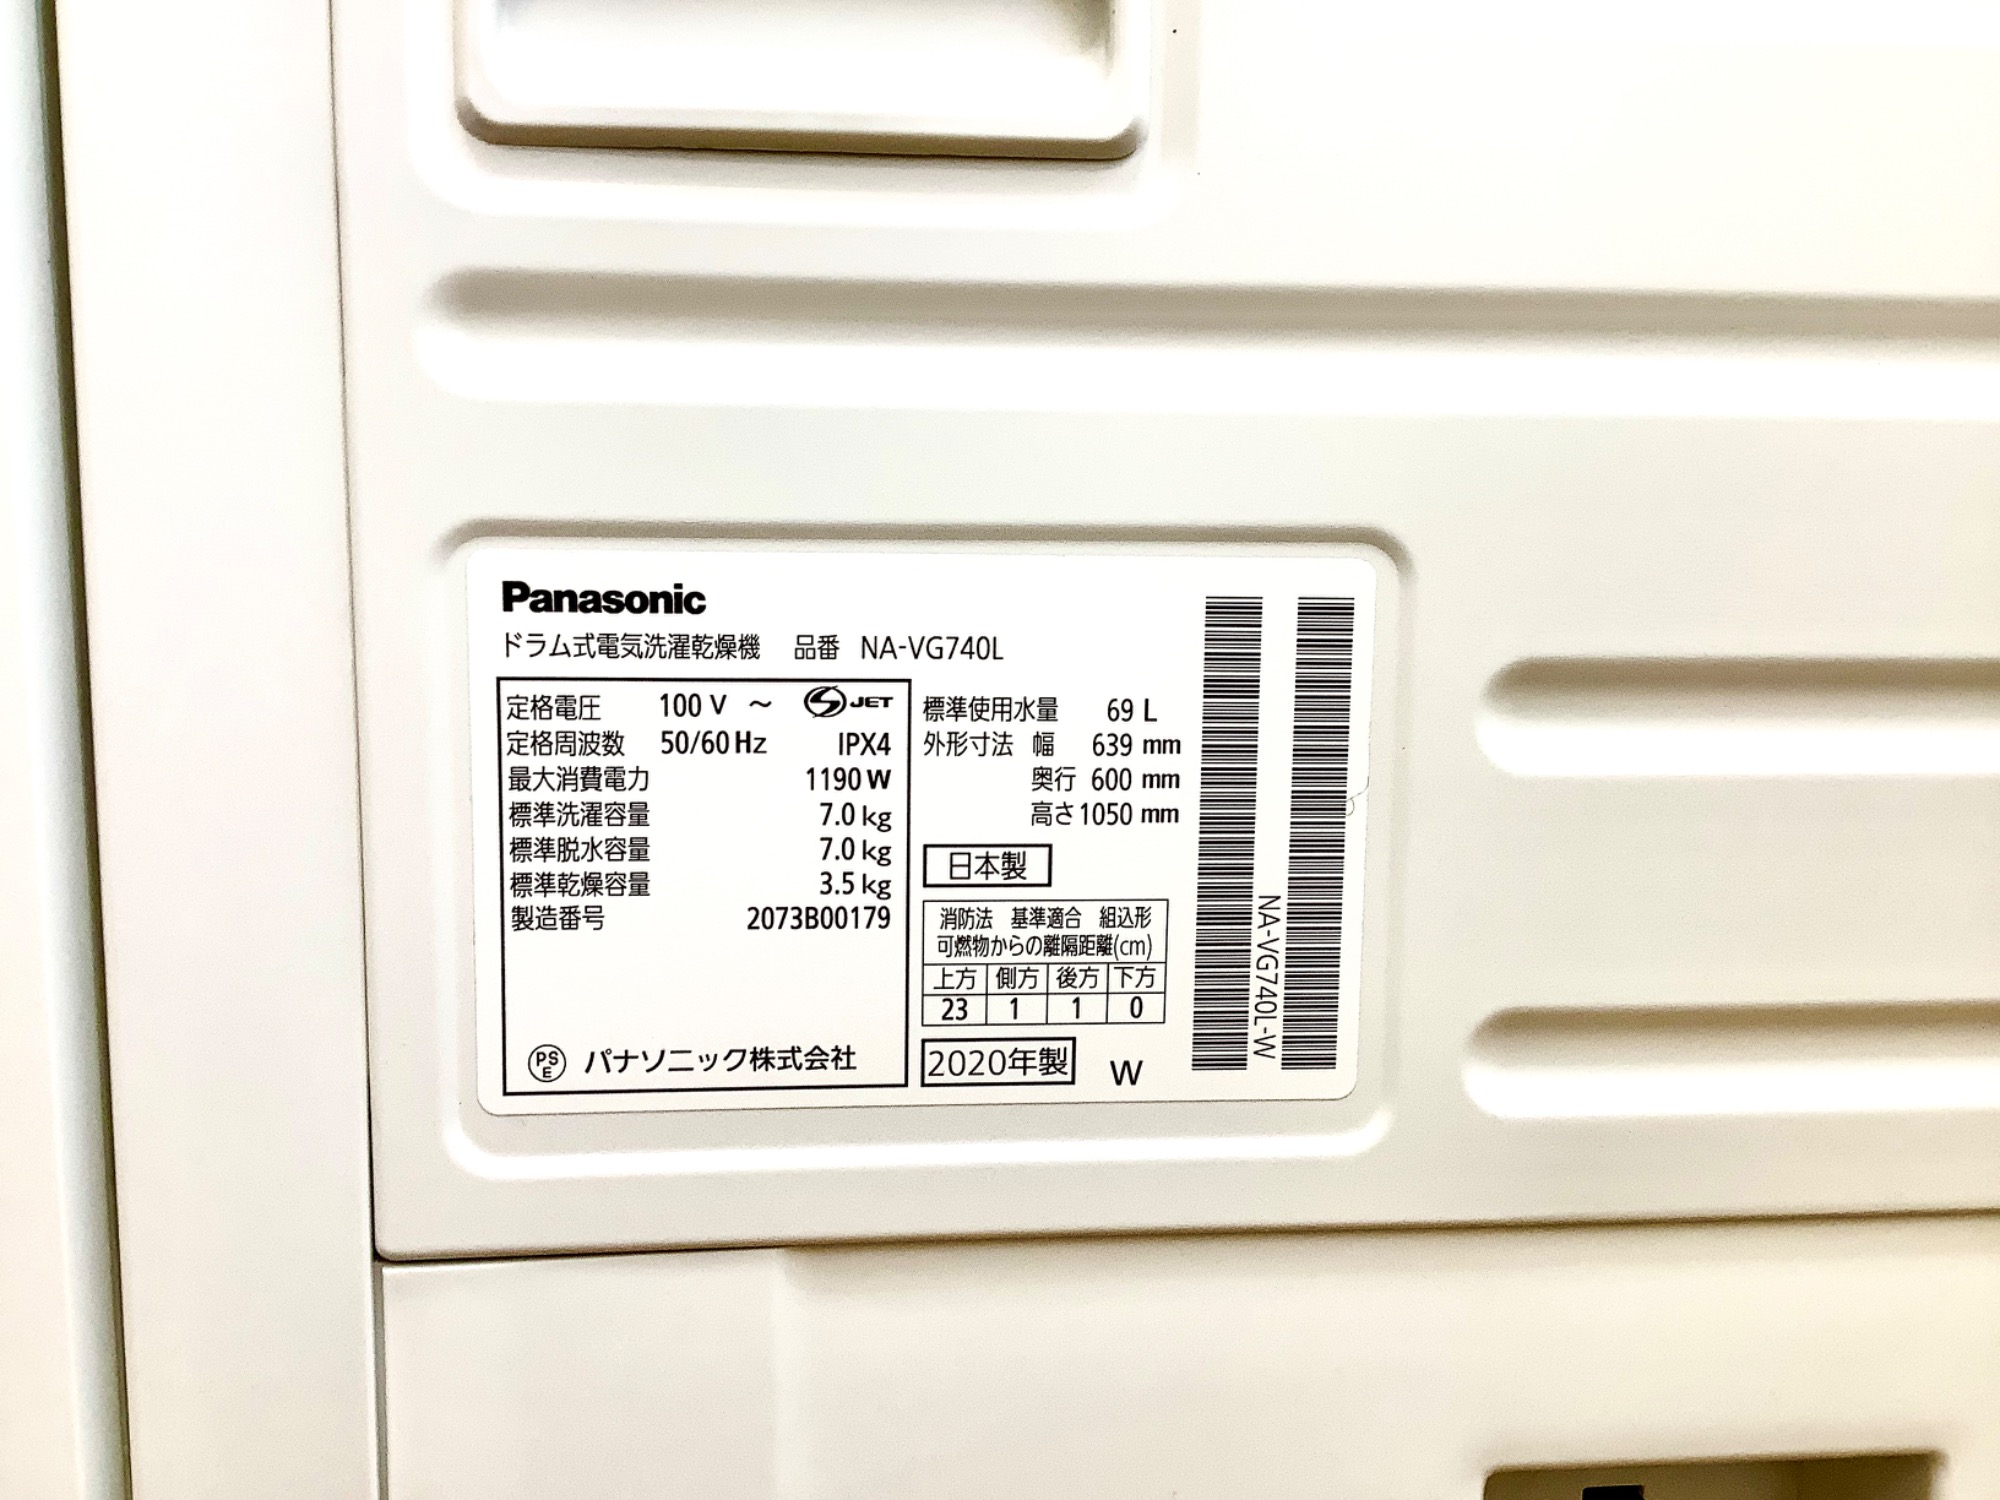 Panasonic
ドラム式電気洗濯乾燥機 品番 NA-VG740L
定格電圧 100 V ～ S JET
定格周波数 50/60 Hz IPX4
最大消費電力 1190 W
標準洗濯容量 7.0 kg
標準脱水容量 7.0 kg
標準乾燥容量 3.5 kg
製造番号 2073B00179
PS E パナソニック株式会社
標準使用水量 69 L
外形寸法 幅 639 mm
奥行 600 mm
高さ 1050 mm
日本製
消防法 基準適合 組込形
可燃物からの離隔距離(cm)
上方 側方 後方 下方
23 1 1 0
2020年製 W
NA-VG740L-W